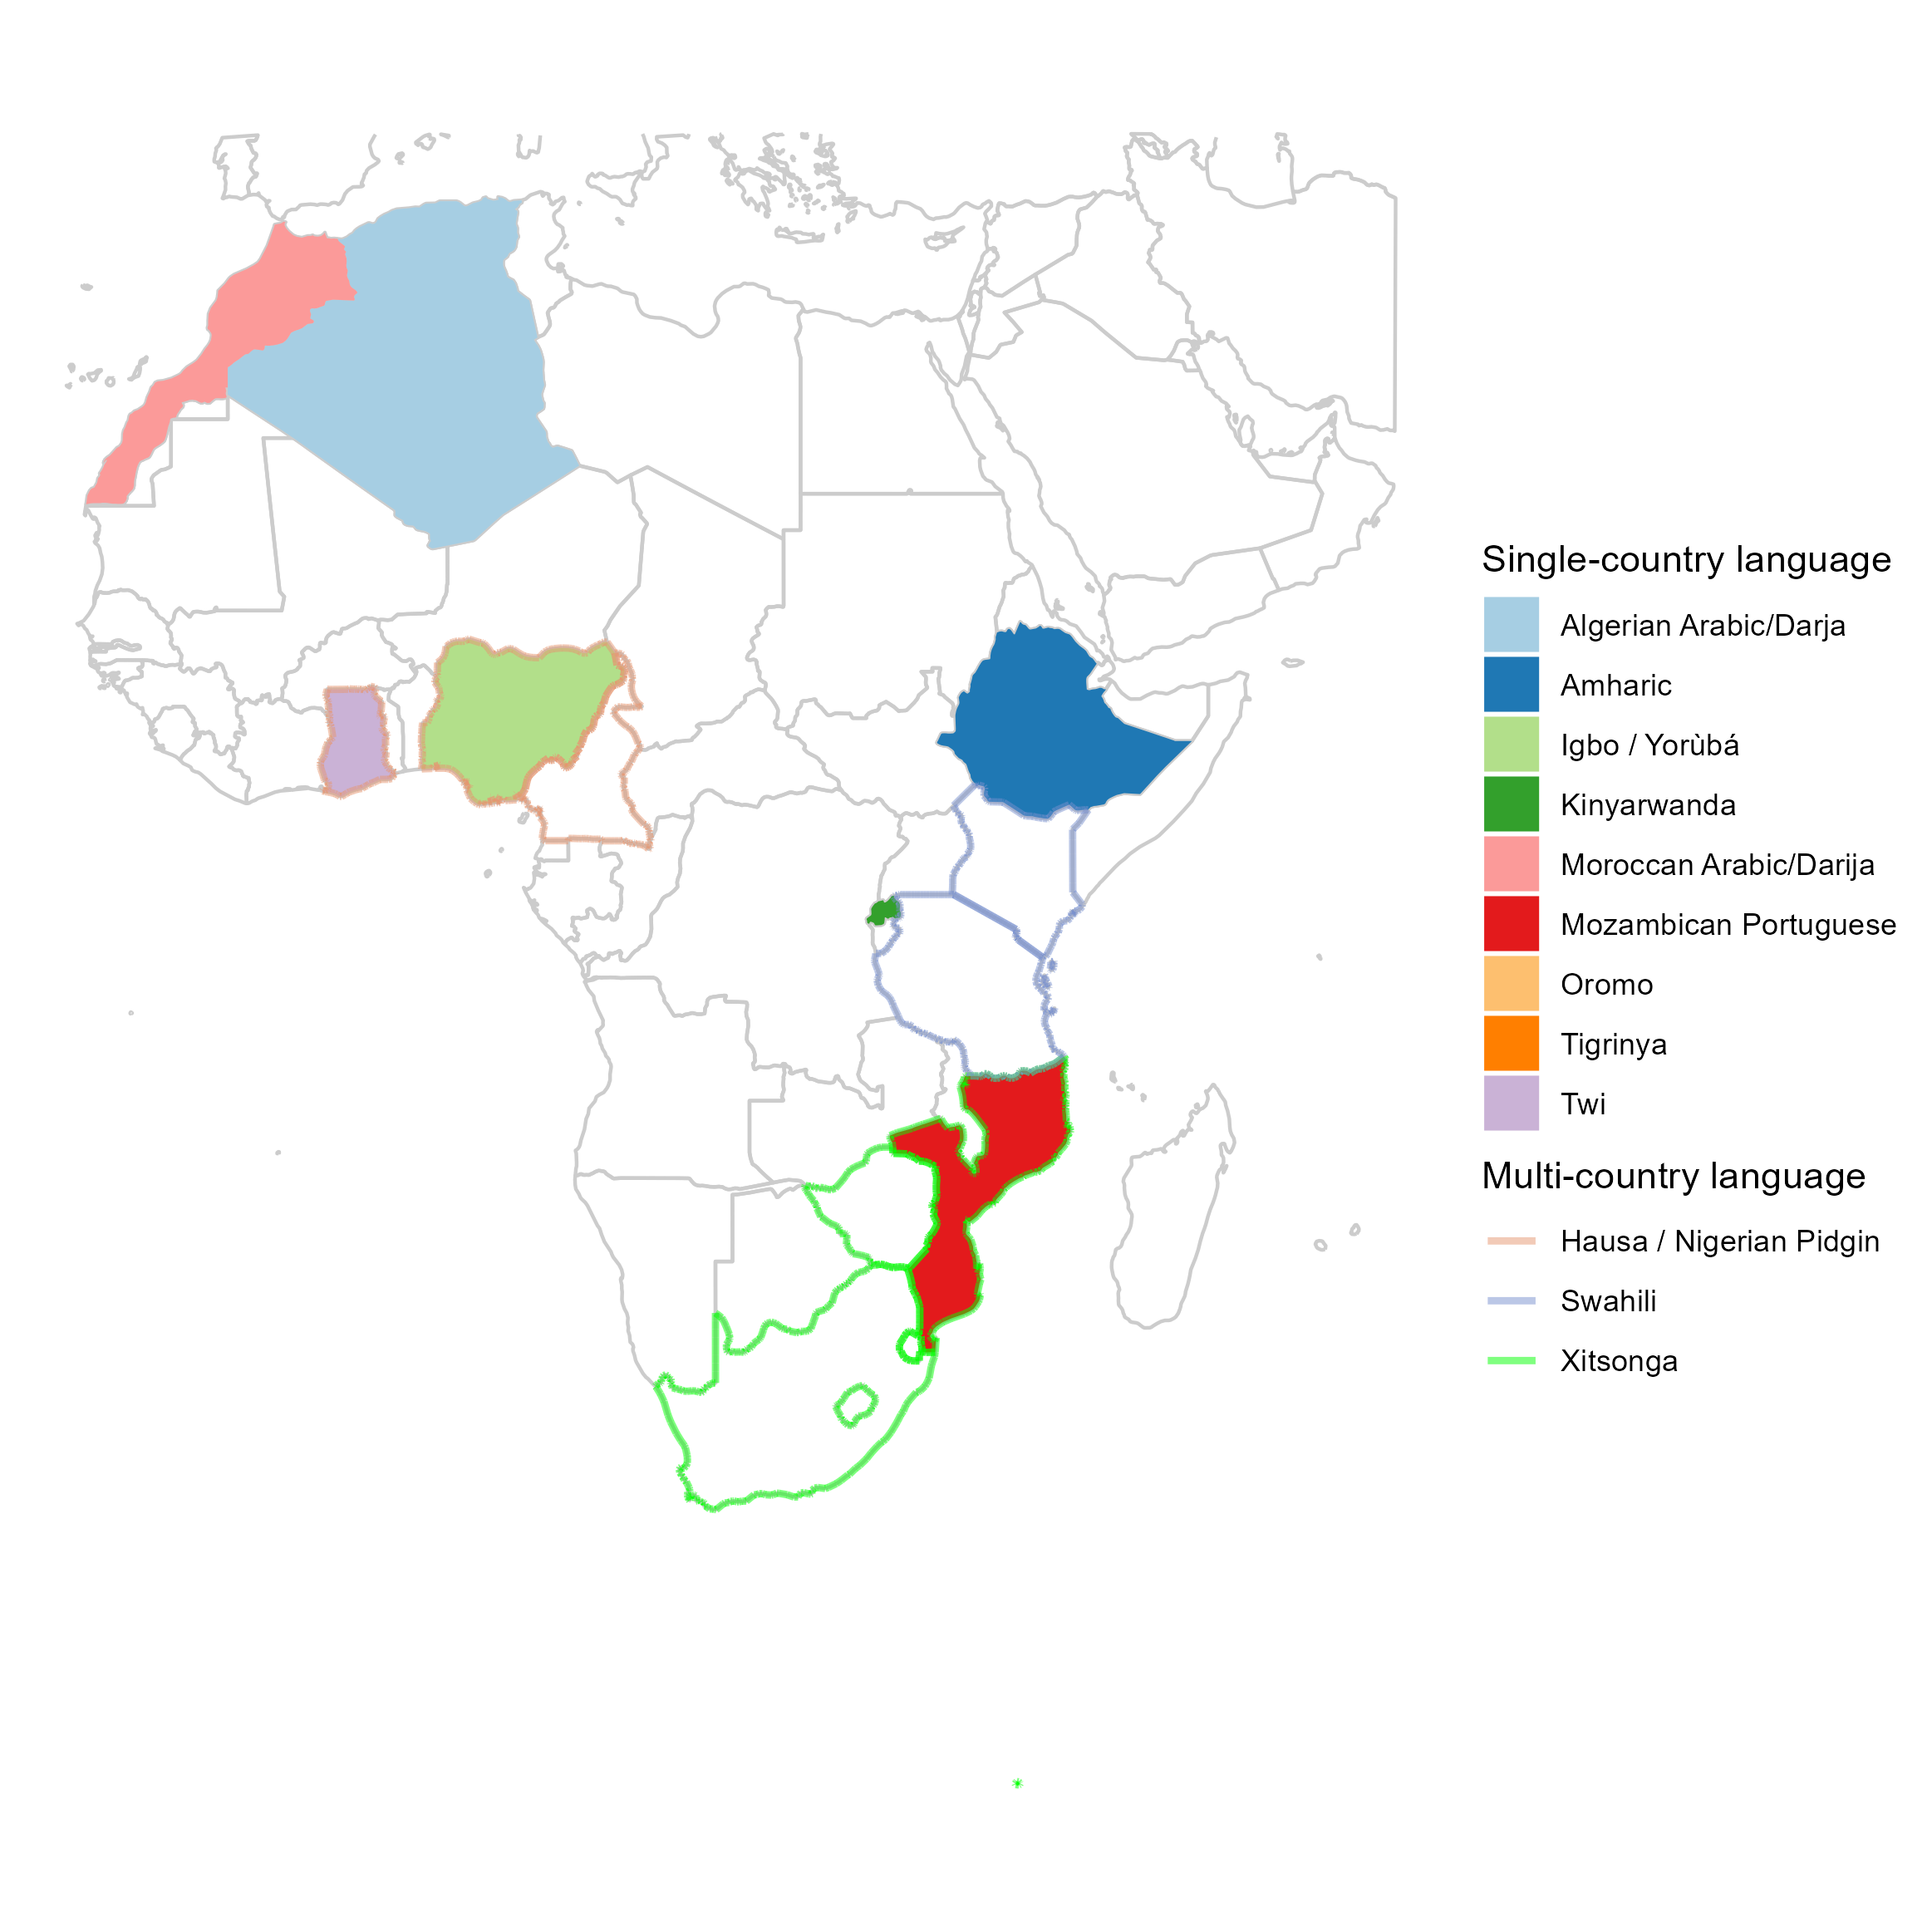 Single-country language
Algerian Arabic/Darja
Amharic
Igbo / Yorùbá
Kinyarwanda
Moroccan Arabic/Darija
Mozambican Portuguese
Oromo
Tigrinya
Twi
Multi-country language
Hausa / Nigerian Pidgin
Swahili
Xitsonga